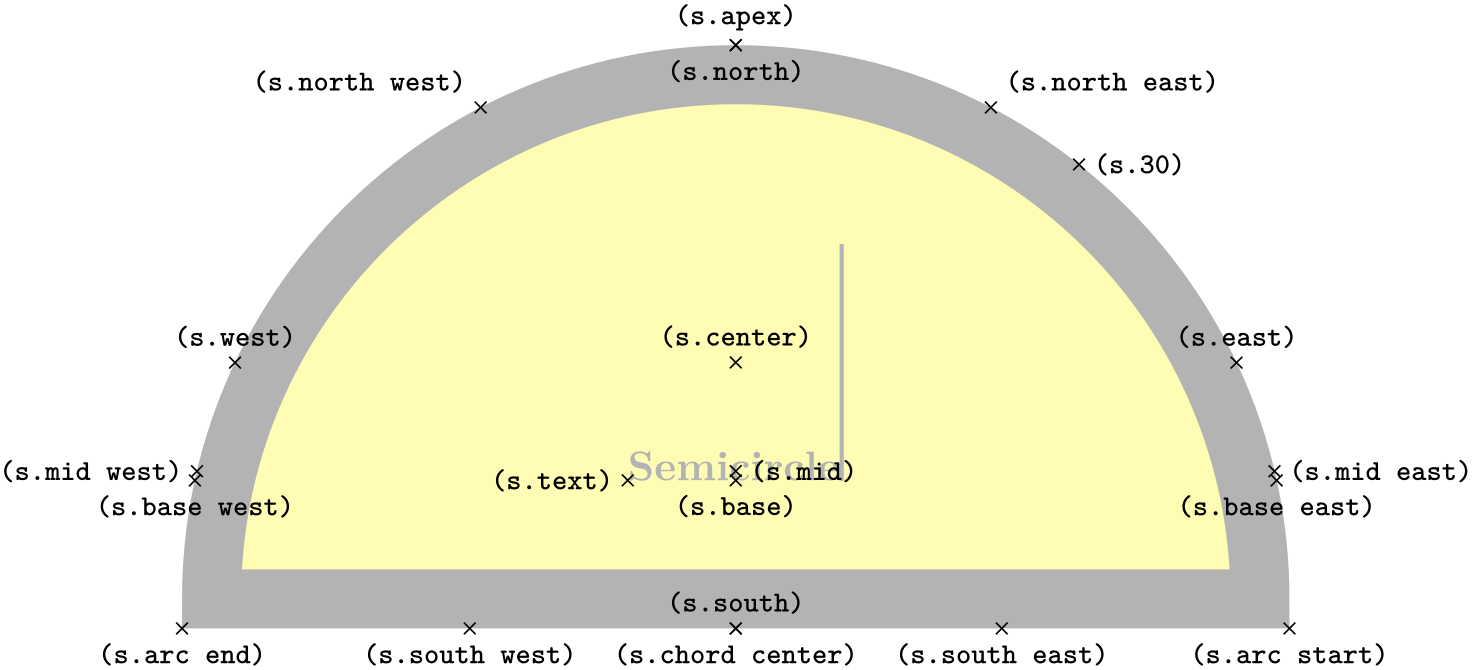 (s.apex)
(s.north)
(s.north west)
(s.north east)
(s.30)
(s.west)
(s.center)
(s.east)
Semicircle
(s.mid west)
(s.mid)
(s.mid east)
(s.text)
(s.base west)
(s.base)
(s.base east)
(s.south)
(s.arc end)
(s.south west)
(s.chord center)
(s.south east)
(s.arc start)